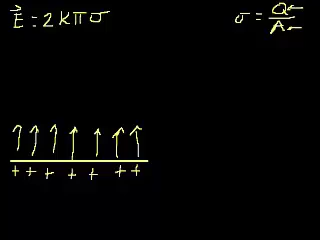 E⃗ = 2Kπσ
σ = Q/A
+ + + + + + +